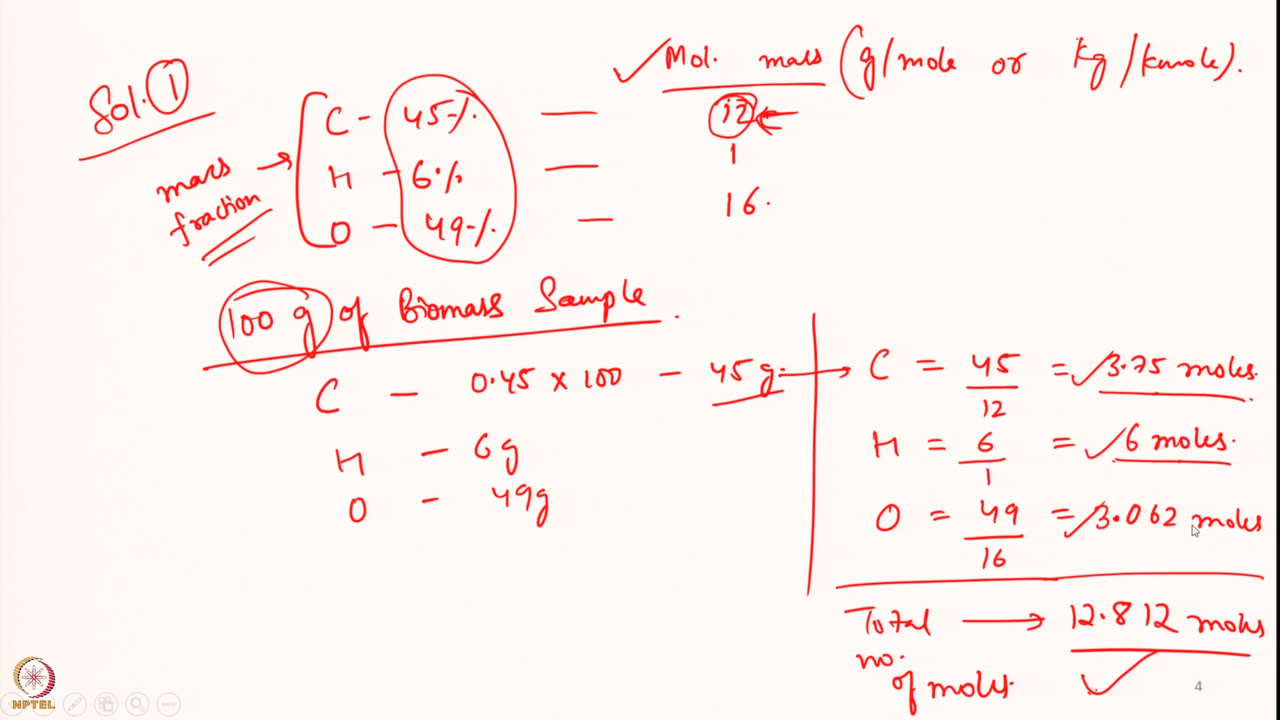 Sol. 1
Mol. mass (g/mole or Kg/kmole).
mass fraction → C - 45% — 12 ←
H - 6% — 1
O - 49% — 16.
100 g of Biomass Sample.
C - 0.45 x 100 - 45 g. → C = 45/12 = ✓3.75 moles.
H - 6g
H = 6/1 = ✓6 moles.
O - 49g
O = 49/16 = ✓3.062 moles
Total no. of moles. → 12.812 moles ✓
NPTEL
4